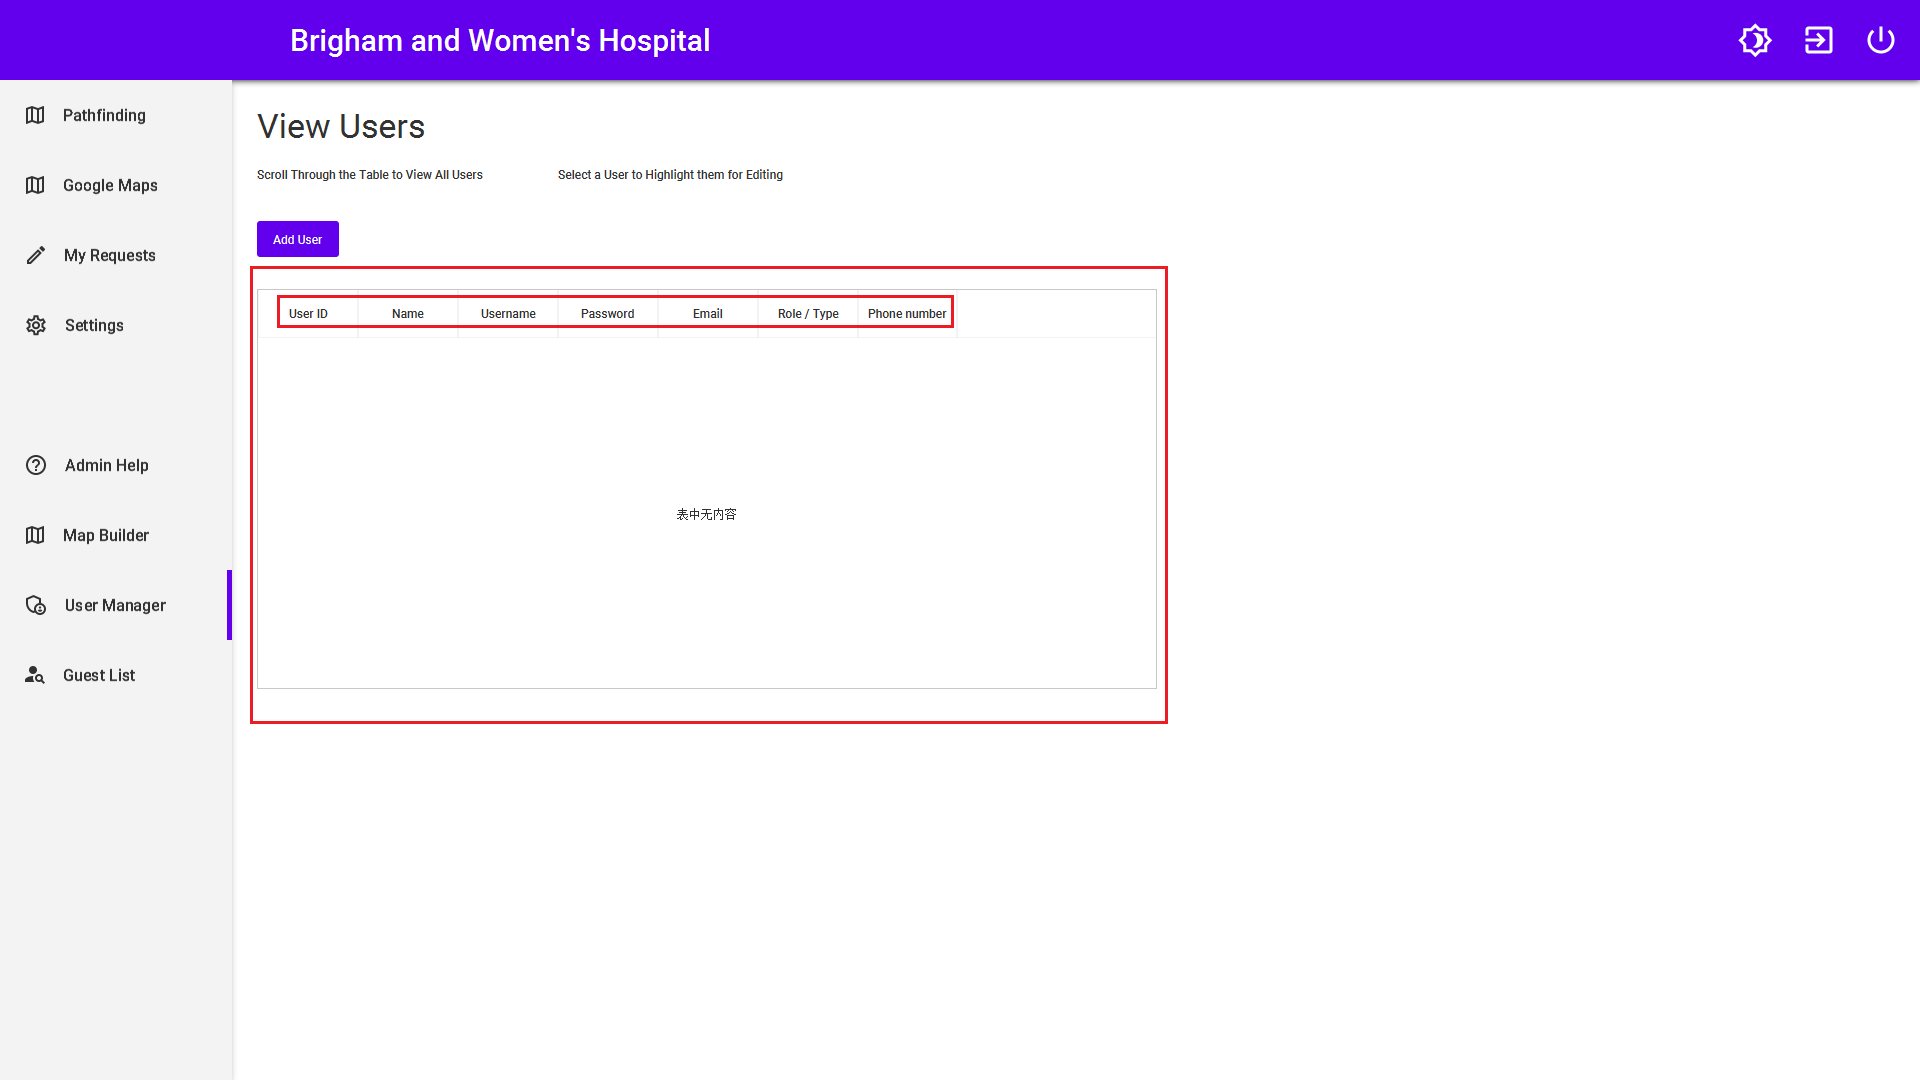 Brigham and Women's Hospital
Pathfinding
Google Maps
My Requests
Settings
Admin Help
Map Builder
User Manager
Guest List
View Users
Scroll Through the Table to View All Users
Select a User to Highlight them for Editing
Add User
User ID Name Username Password Email Role / Type Phone number
表中无内容